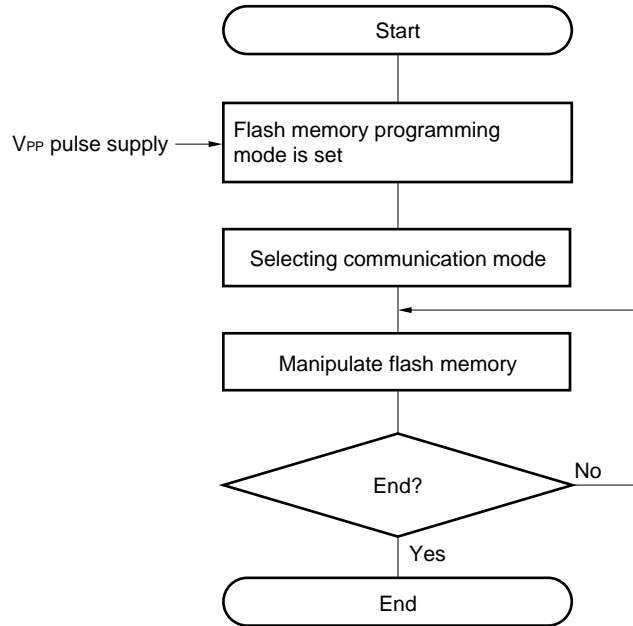 Start
VPP pulse supply
Flash memory programming
mode is set
Selecting communication mode
Manipulate flash memory
End?
No
Yes
End